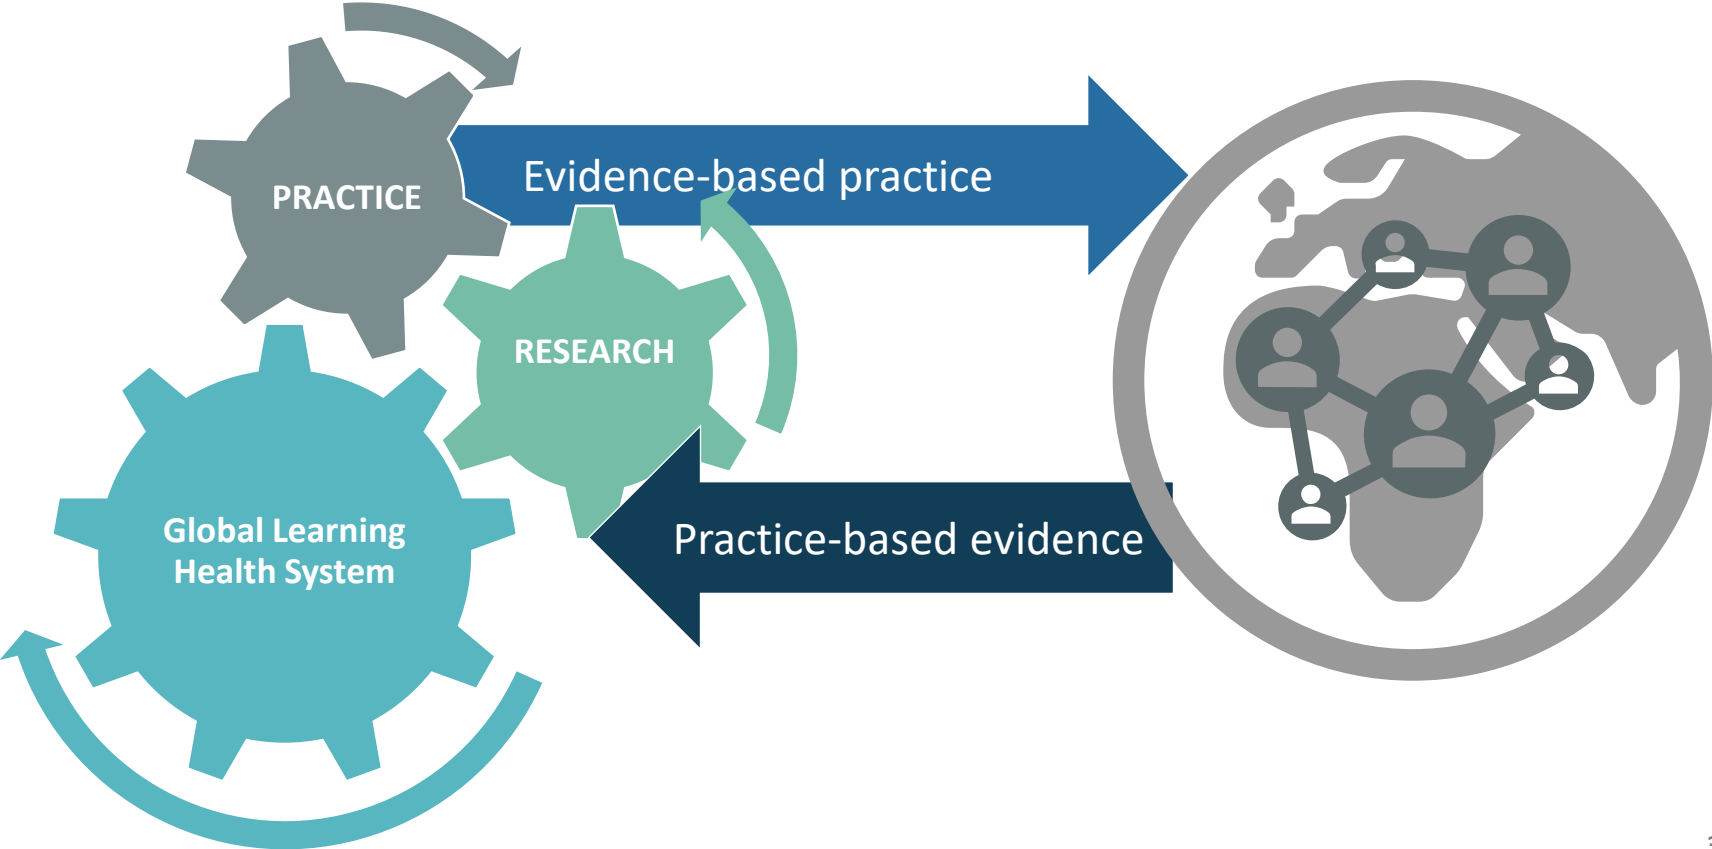 Evidence-based practice
PRACTICE
RESEARCH
Global Learning
Health System
Practice-based evidence